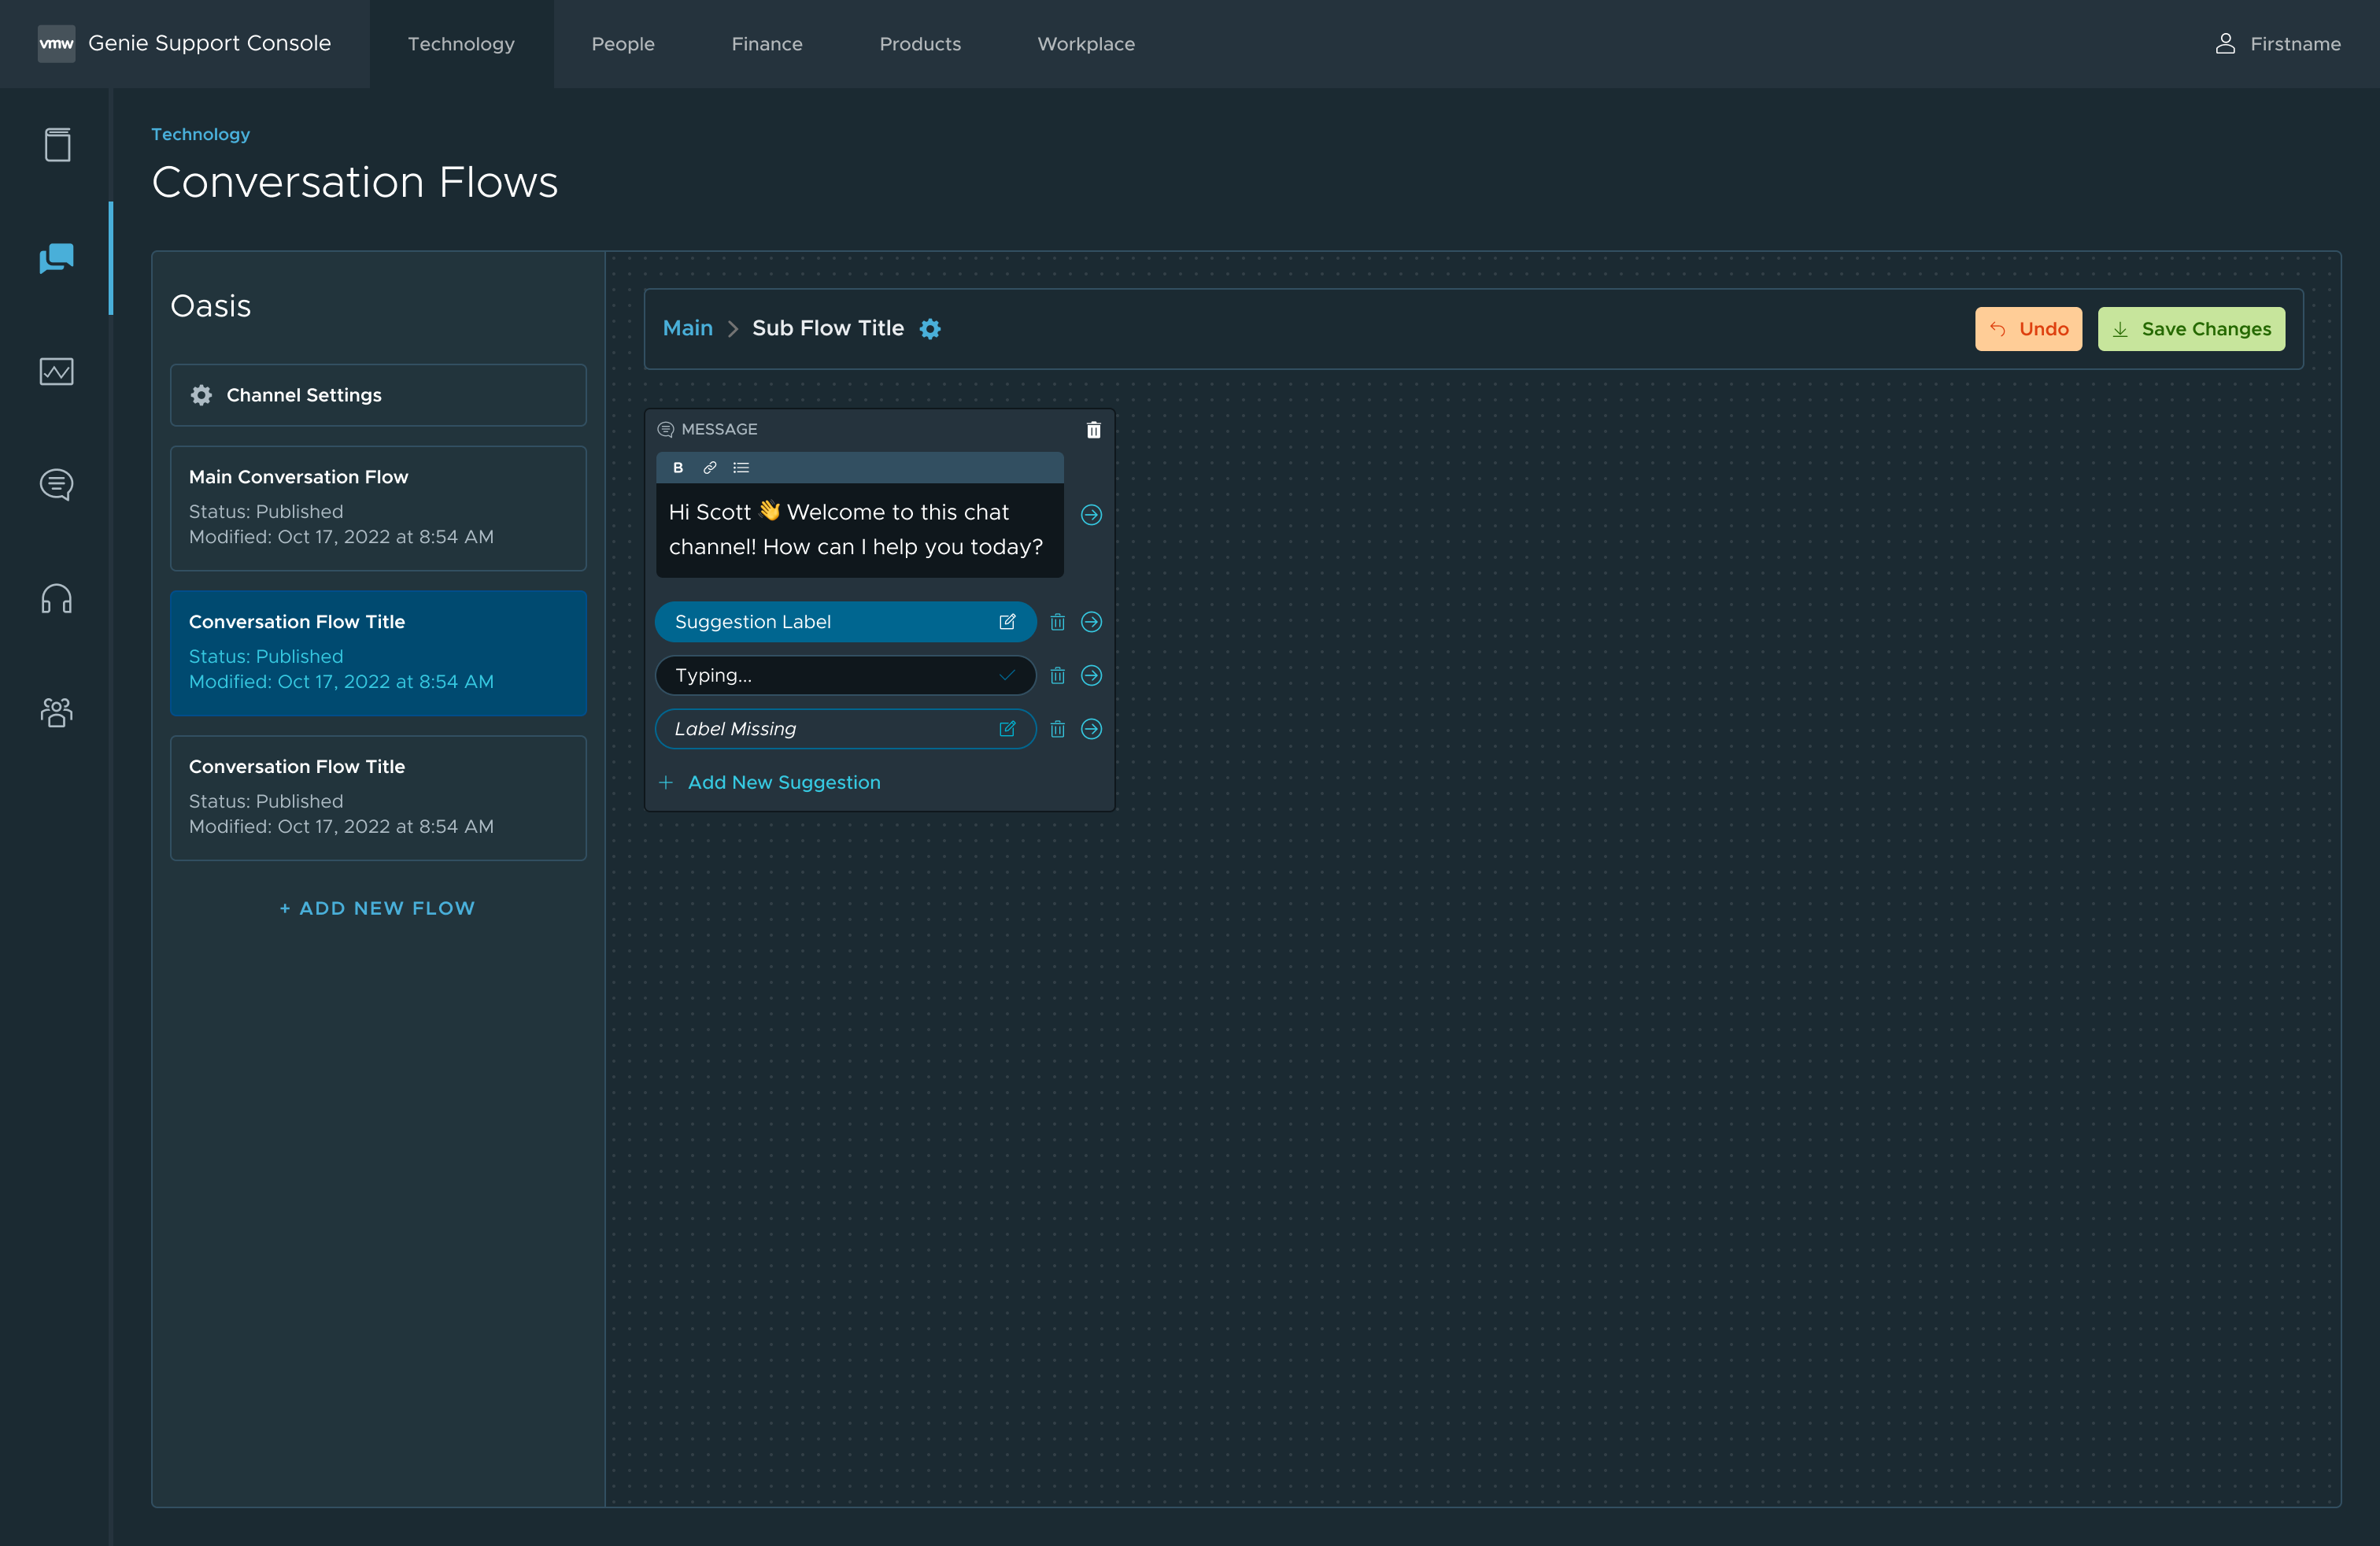 vmw Genie Support Console
Technology
People
Finance
Products
Workplace
Firstname
Technology
Conversation Flows
Oasis
Channel Settings
Main Conversation Flow
Status: Published
Modified: Oct 17, 2022 at 8:54 AM
Conversation Flow Title
Status: Published
Modified: Oct 17, 2022 at 8:54 AM
Conversation Flow Title
Status: Published
Modified: Oct 17, 2022 at 8:54 AM
+ ADD NEW FLOW
Main > Sub Flow Title
Undo
Save Changes
MESSAGE
B
Hi Scott 👋 Welcome to this chat
channel! How can I help you today?
Suggestion Label
Typing...
Label Missing
+ Add New Suggestion